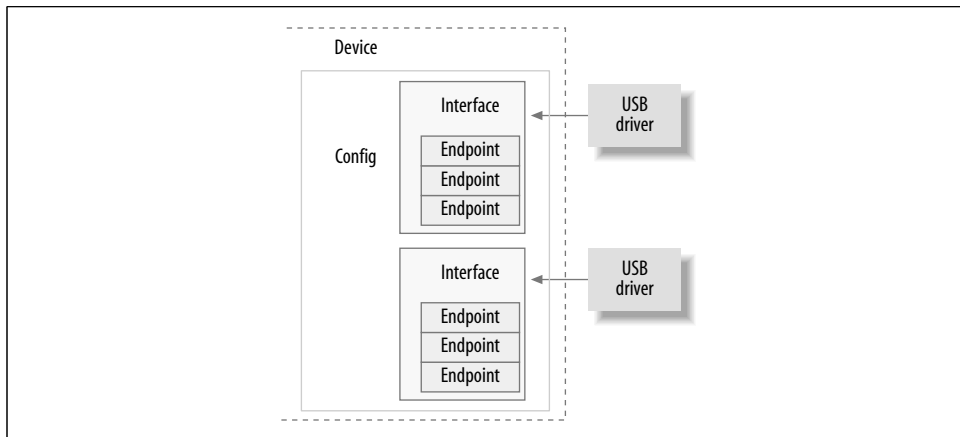 Device
Config
Interface
Endpoint
Endpoint
Endpoint
USB
driver
Interface
Endpoint
Endpoint
Endpoint
USB
driver